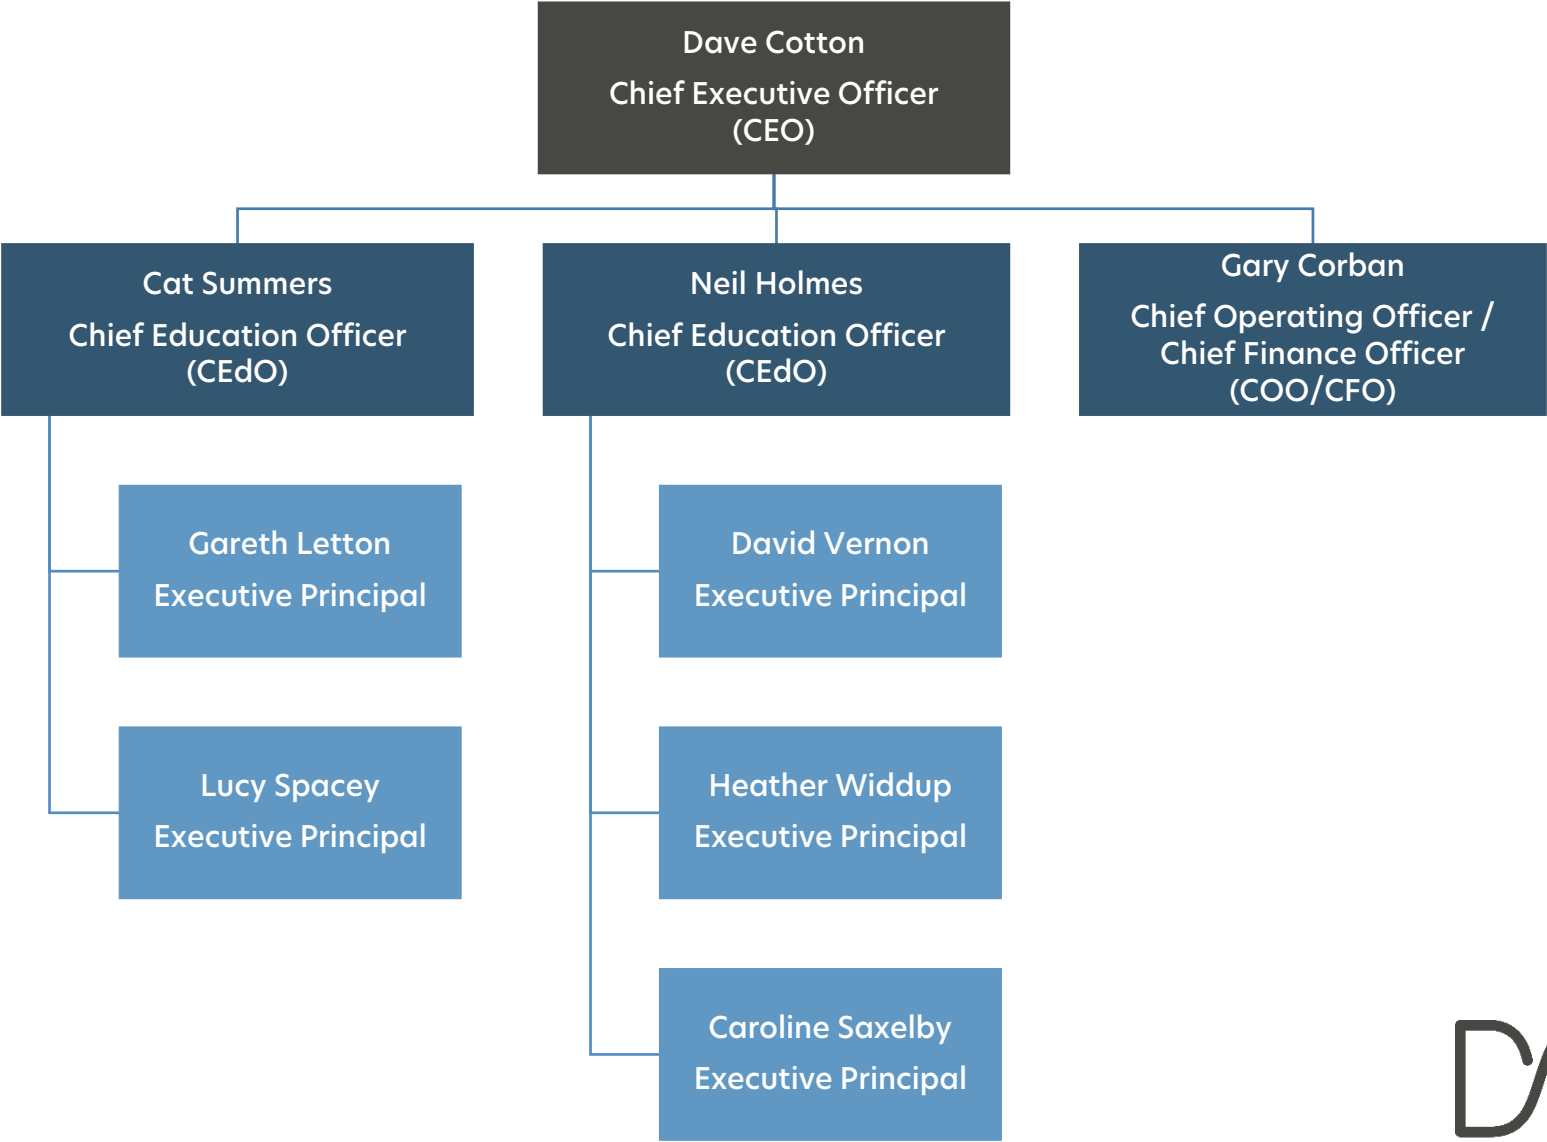 Dave Cotton
Chief Executive Officer
(CEO)
Cat Summers
Chief Education Officer
(CEdO)
Neil Holmes
Chief Education Officer
(CEdO)
Gary Corban
Chief Operating Officer /
Chief Finance Officer
(COO/CFO)
Gareth Letton
Executive Principal
David Vernon
Executive Principal
Lucy Spacey
Executive Principal
Heather Widdup
Executive Principal
Caroline Saxelby
Executive Principal